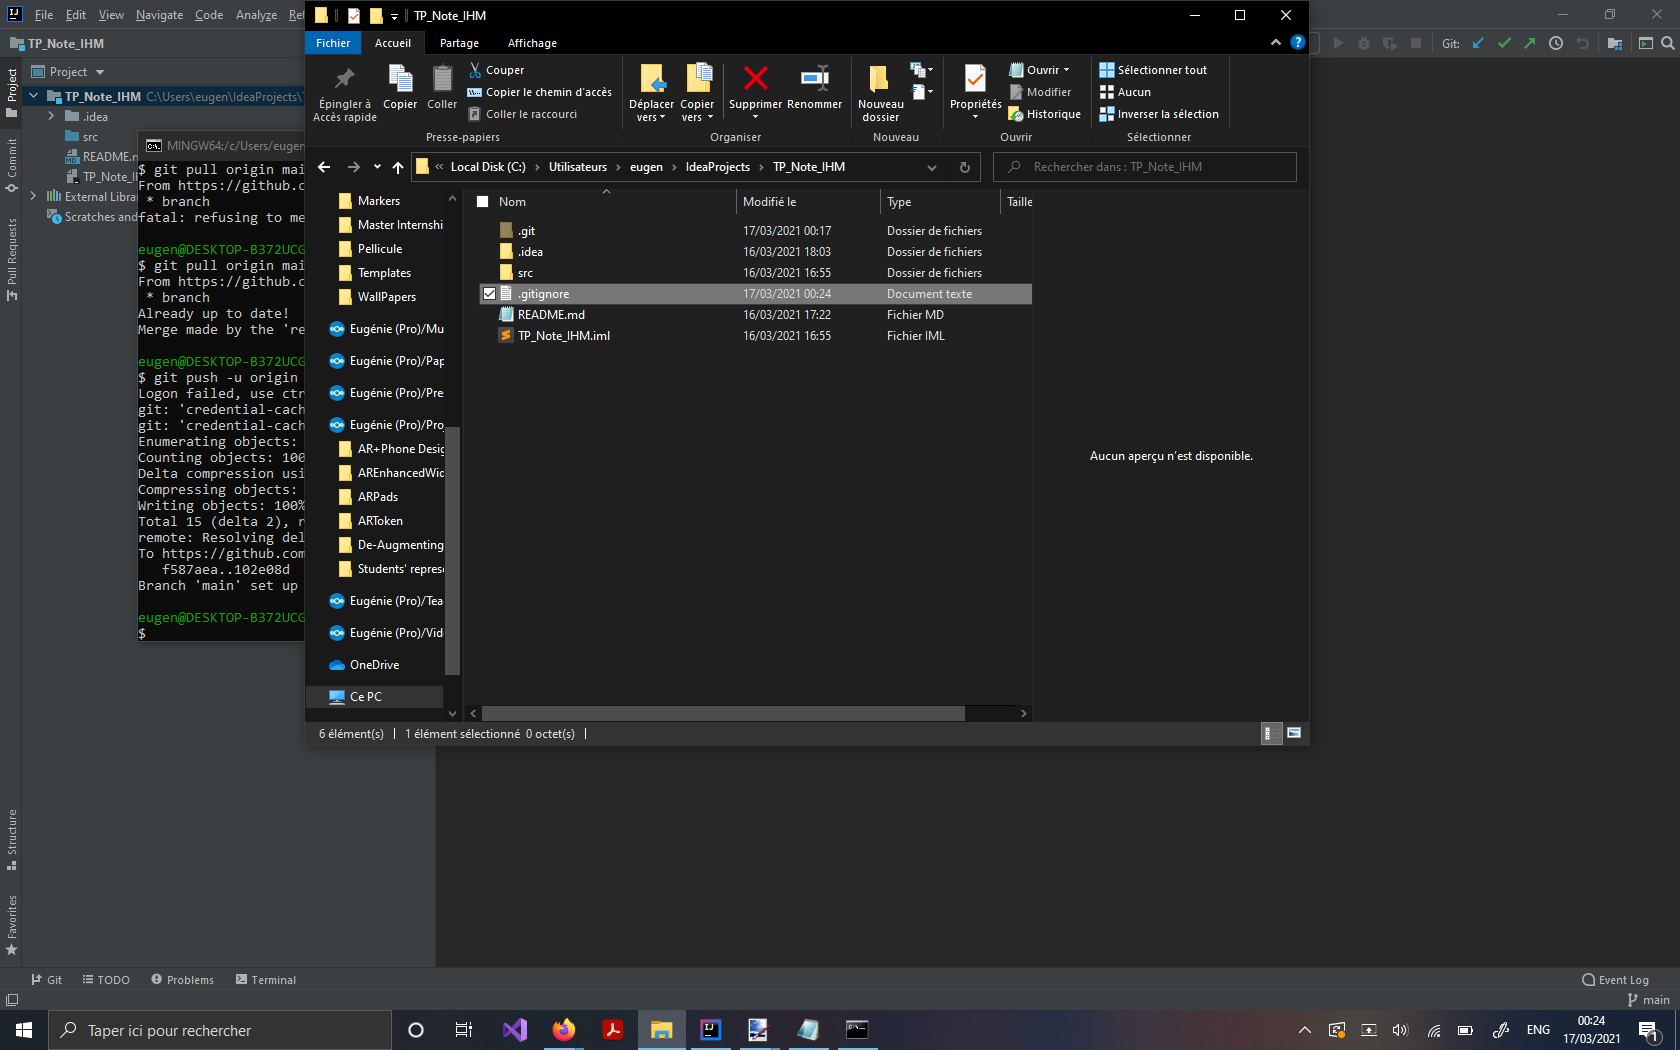 File Edit View Navigate Code Analyze Ref
TP_Note_IHM
TP_Note_IHM
Fichier Accueil Partage Affichage
Épingler à Accès rapide
Copier
Coller
Couper
Copier le chemin d'accès
Coller le raccourci
Presse-papiers
Déplacer vers
Copier vers
Supprimer
Renommer
Organiser
Nouveau dossier
Nouveau
Propriétés
Ouvrir
Modifier
Historique
Ouvrir
Sélectionner tout
Aucun
Inverser la sélection
Sélectionner
Git:
« Local Disk (C:) › Utilisateurs › eugen › IdeaProjects › TP_Note_IHM
Rechercher dans : TP_Note_IHM
Project
Commit
Pull Requests
Structure
Favorites
Project
TP_Note_IHM C:\Users\eugen\IdeaProjects\
.idea
src
README.
TP_Note_I
External Libra
Scratches and
MINGW64:/c/Users/eugen
$ git pull origin mai
From https://github.c
* branch
fatal: refusing to me
eugen@DESKTOP-B372UCG
$ git pull origin mai
From https://github.c
* branch
Already up to date!
Merge made by the 're
eugen@DESKTOP-B372UCG
$ git push -u origin
Logon failed, use ctr
git: 'credential-cach
git: 'credential-cach
Enumerating objects:
Counting objects: 100
Delta compression usi
Compressing objects:
Writing objects: 100%
Total 15 (delta 2), r
remote: Resolving del
To https://github.com
f587aea..102e08d
Branch 'main' set up
eugen@DESKTOP-B372UCG
$
Markers
Master Internshi
Pellicule
Templates
WallPapers
Eugénie (Pro)/Mu
Eugénie (Pro)/Pap
Eugénie (Pro)/Pre
Eugénie (Pro)/Pro
AR+Phone Desig
AREnhancedWid
ARPads
ARToken
De-Augmenting
Students' represe
Eugénie (Pro)/Tea
Eugénie (Pro)/Vid
OneDrive
Ce PC
Nom Modifié le Type Taille
.git 17/03/2021 00:17 Dossier de fichiers
.idea 16/03/2021 18:03 Dossier de fichiers
src 16/03/2021 16:55 Dossier de fichiers
.gitignore 17/03/2021 00:24 Document texte
README.md 16/03/2021 17:22 Fichier MD
TP_Note_IHM.iml 16/03/2021 16:55 Fichier IML
Aucun aperçu n'est disponible.
6 élément(s) 1 élément sélectionné 0 octet(s)
Git TODO Problems Terminal Event Log
main
Taper ici pour rechercher
ENG
00:24
17/03/2021
1